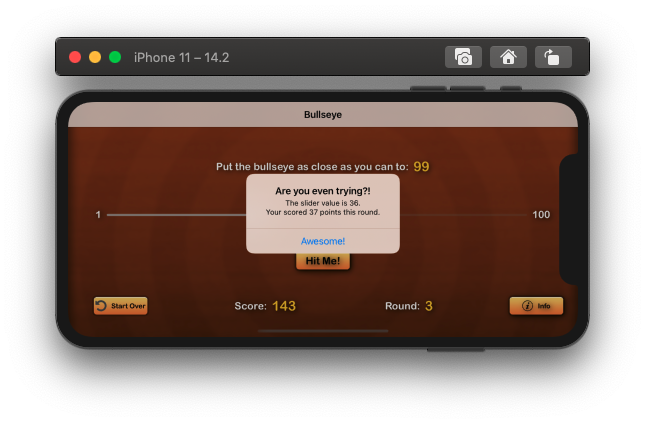 iPhone 11 – 14.2
Bullseye
Put the bullseye as close as you can to: 99
Are you even trying?!
The slider value is 36.
Your scored 37 points this round.
1
100
Awesome!
Hit Me!
Start Over
Score: 143
Round: 3
Info